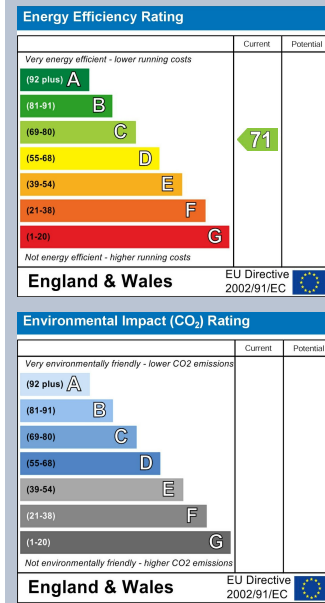 Energy Efficiency Rating
Current Potential
Very energy efficient - lower running costs
(92 plus) A
(81-91) B
(69-80) C
71
(55-68) D
(39-54) E
(21-38) F
(1-20) G
Not energy efficient - higher running costs
England & Wales
EU Directive
2002/91/EC
Environmental Impact (CO₂) Rating
Current Potential
Very environmentally friendly - lower CO2 emissions
(92 plus) A
(81-91) B
(69-80) C
(55-68) D
(39-54) E
(21-38) F
(1-20) G
Not environmentally friendly - higher CO2 emissions
England & Wales
EU Directive
2002/91/EC